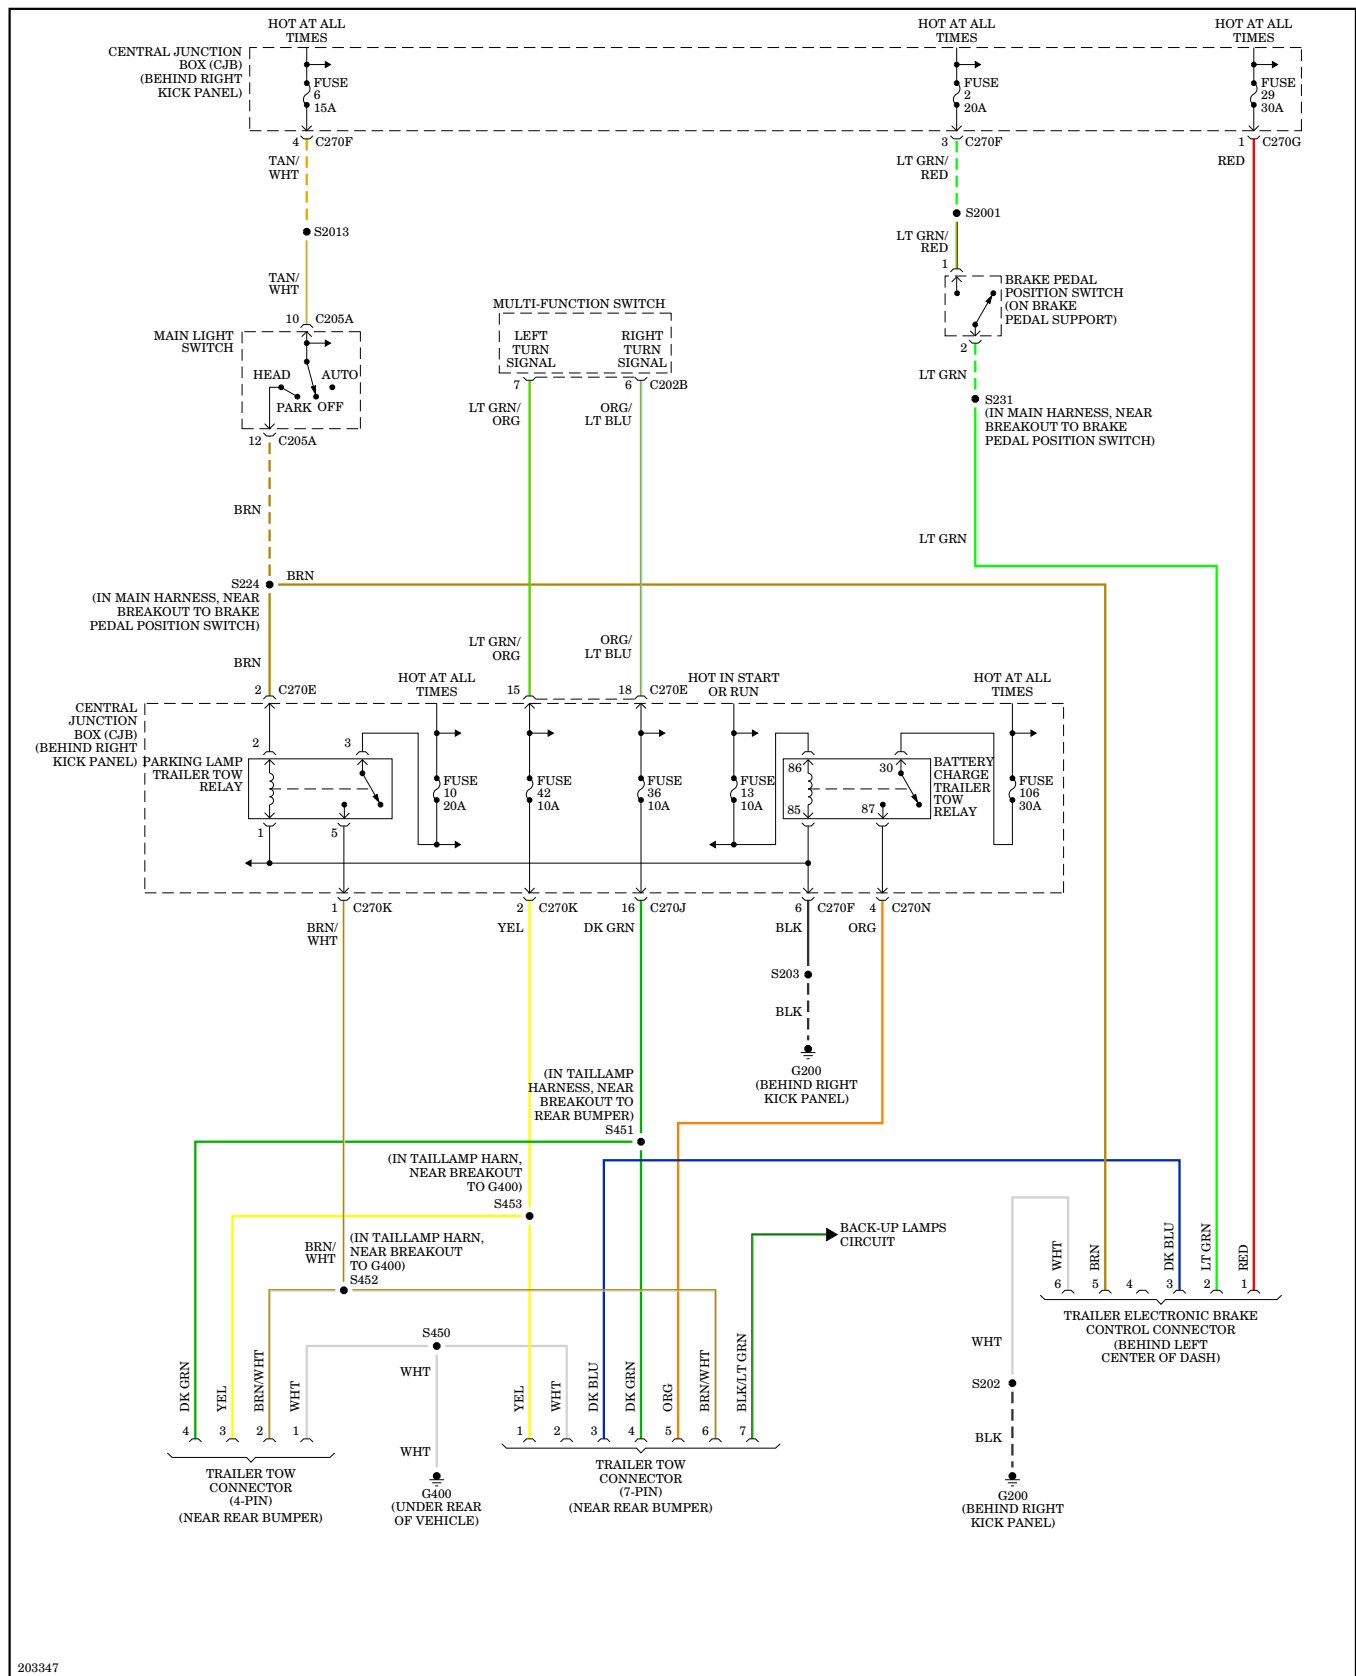 HOT AT ALL
TIMES
HOT AT ALL
TIMES
HOT AT ALL
TIMES
CENTRAL JUNCTION
BOX (CJB)
(BEHIND RIGHT
KICK PANEL)
FUSE
6
15A
FUSE
2
20A
FUSE
29
30A
4 C270F
3 C270F
1 C270G
TAN/
WHT
LT GRN/
RED
RED
S2013
S2001
TAN/
WHT
LT GRN/
RED
1
BRAKE PEDAL
POSITION SWITCH
(ON BRAKE
PEDAL SUPPORT)
2
10 C205A
MAIN LIGHT
SWITCH
HEAD
AUTO
PARK
OFF
12 C205A
MULTI-FUNCTION SWITCH
LEFT
TURN
SIGNAL
RIGHT
TURN
SIGNAL
7
6 C202B
LT GRN/
ORG
ORG/
LT BLU
LT GRN
S231
(IN MAIN HARNESS, NEAR
BREAKOUT TO BRAKE
PEDAL POSITION SWITCH)
BRN
LT GRN
S224
BRN
(IN MAIN HARNESS, NEAR
BREAKOUT TO BRAKE
PEDAL POSITION SWITCH)
BRN
LT GRN/
ORG
ORG/
LT BLU
2 C270E
HOT AT ALL
TIMES
15
18 C270E
HOT IN START
OR RUN
HOT AT ALL
TIMES
CENTRAL
JUNCTION
BOX (CJB)
(BEHIND RIGHT
KICK PANEL)
PARKING LAMP
TRAILER TOW
RELAY
2
3
1
5
FUSE
10
20A
FUSE
42
10A
FUSE
36
10A
FUSE
13
10A
86
30
85
87
BATTERY
CHARGE
TRAILER
TOW
RELAY
FUSE
106
30A
1 C270K
2 C270K
16 C270J
6 C270F
4 C270N
BRN/
WHT
YEL
DK GRN
BLK
ORG
S203
BLK
G200
(BEHIND RIGHT
KICK PANEL)
(IN TAILLAMP
HARNESS, NEAR
BREAKOUT TO
REAR BUMPER)
S451
(IN TAILLAMP HARN,
NEAR BREAKOUT
TO G400)
S453
BRN/
WHT
(IN TAILLAMP HARN,
NEAR BREAKOUT
TO G400)
S452
BACK-UP LAMPS
CIRCUIT
WHT
BRN
DK BLU
LT GRN
RED
6
5
4
3
2
1
TRAILER ELECTRONIC BRAKE
CONTROL CONNECTOR
(BEHIND LEFT
CENTER OF DASH)
S450
WHT
WHT
WHT
S202
BLK
G200
(BEHIND RIGHT
KICK PANEL)
DK GRN
YEL
BRN/WHT
WHT
4
3
2
1
TRAILER TOW
CONNECTOR
(4-PIN)
(NEAR REAR BUMPER)
G400
(UNDER REAR
OF VEHICLE)
YEL
WHT
DK BLU
DK GRN
ORG
BRN/WHT
BLK/LT GRN
1
2
3
4
5
6
7
TRAILER TOW
CONNECTOR
(7-PIN)
(NEAR REAR BUMPER)
203347